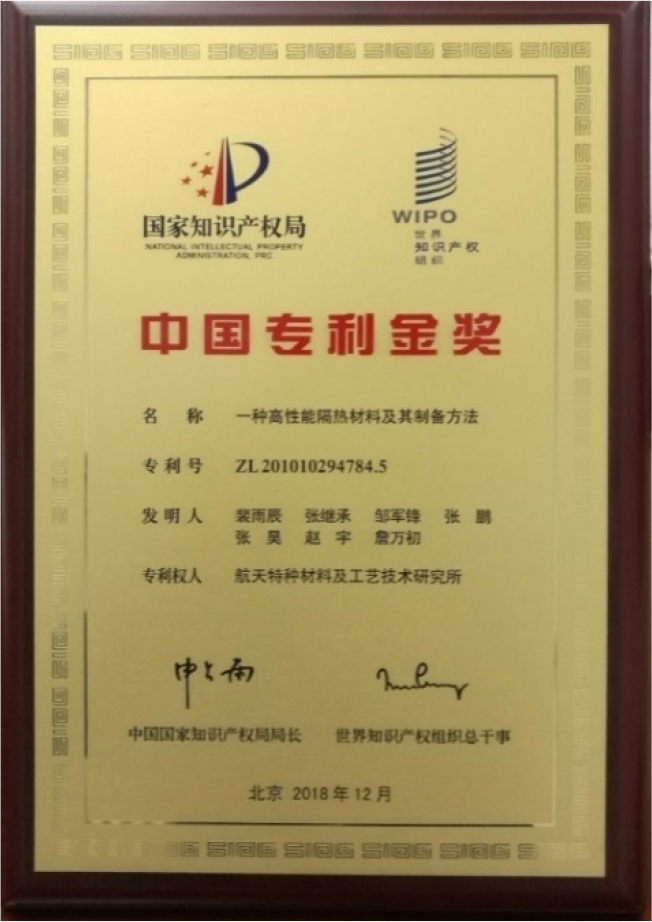 国家知识产权局
NATIONAL INTELLECTUAL PROPERTY
ADMINISTRATION, PRC
WIPO
世界
知识产权
组织
中国专利金奖
名 称 一种高性能隔热材料及其制备方法
专利号 ZL201010294784.5
发明人 裴雨辰 张继承 邹军锋 张 鹏
张 昊 赵 宇 詹万初
专利权人 航天特种材料及工艺技术研究所
申长雨
中国国家知识产权局局长 世界知识产权组织总干事
北京 2018年12月